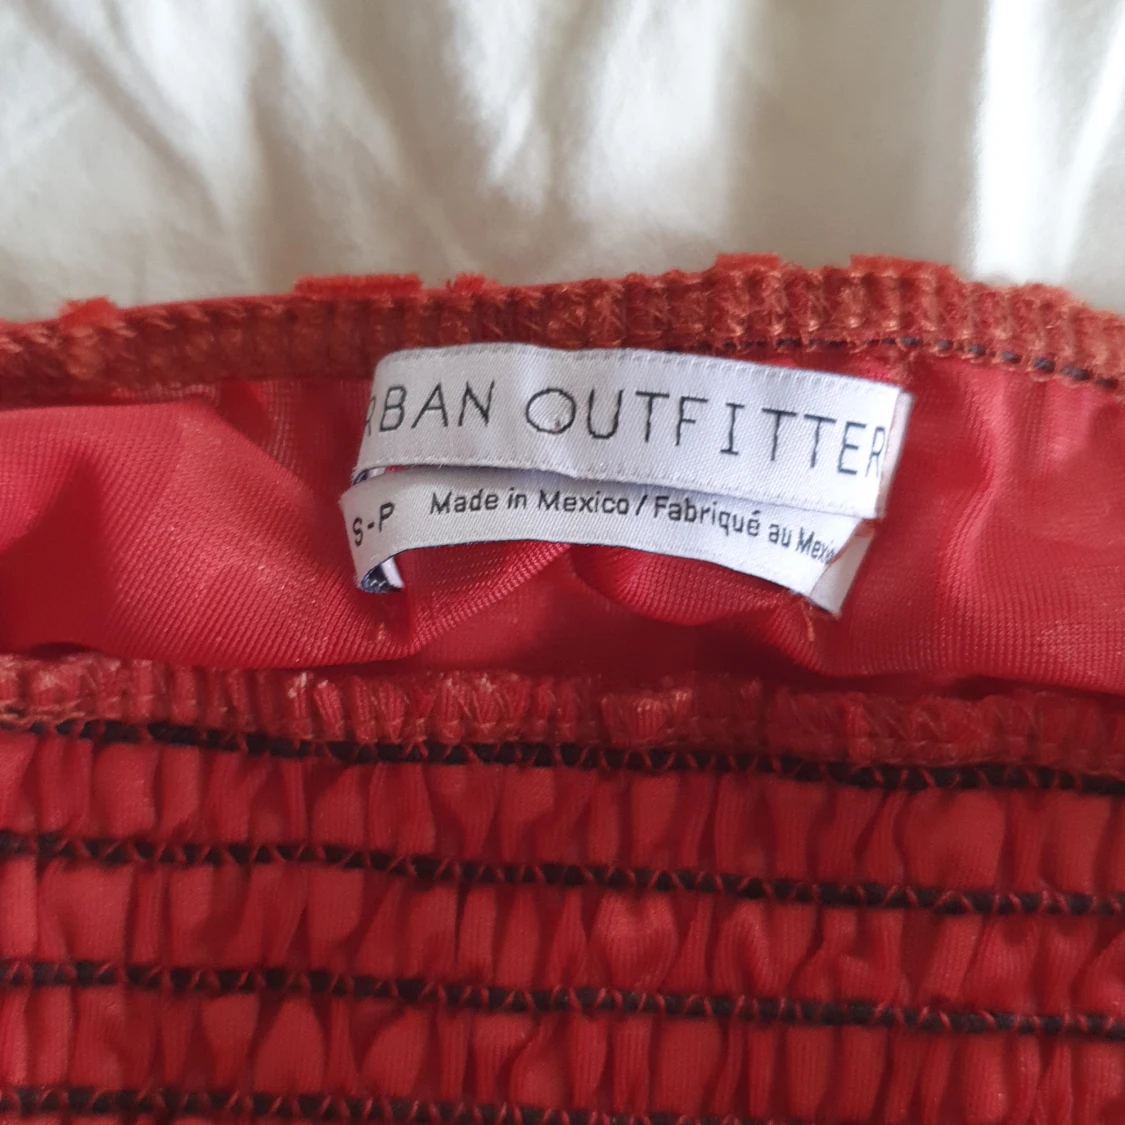 RBAN OUTFITTER
S-P Made in Mexico / Fabriqué au Mexi